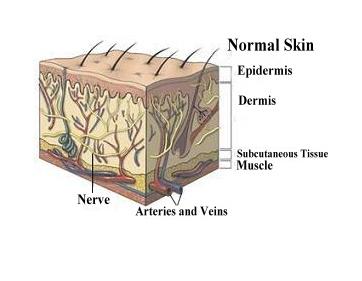 Normal Skin
Epidermis
Dermis
Subcutaneous Tissue
Muscle
Nerve
Arteries and Veins